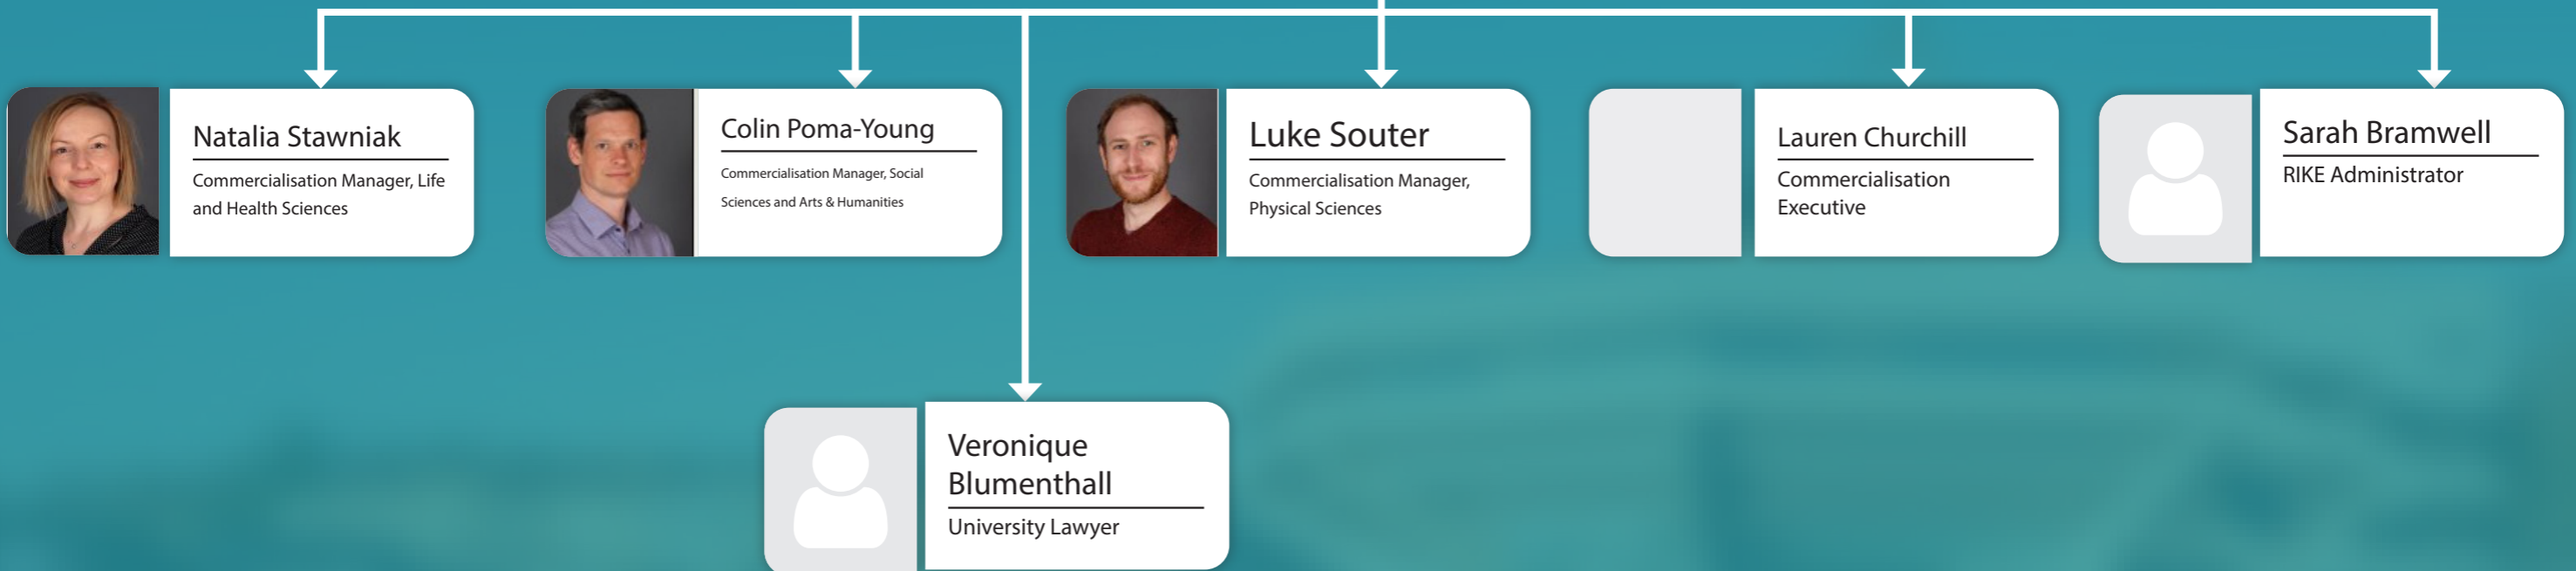 Natalia Stawniak
Commercialisation Manager, Life
and Health Sciences
Colin Poma-Young
Commercialisation Manager, Social
Sciences and Arts & Humanities
Luke Souter
Commercialisation Manager,
Physical Sciences
Lauren Churchill
Commercialisation
Executive
Sarah Bramwell
RIKE Administrator
Veronique
Blumenthall
University Lawyer